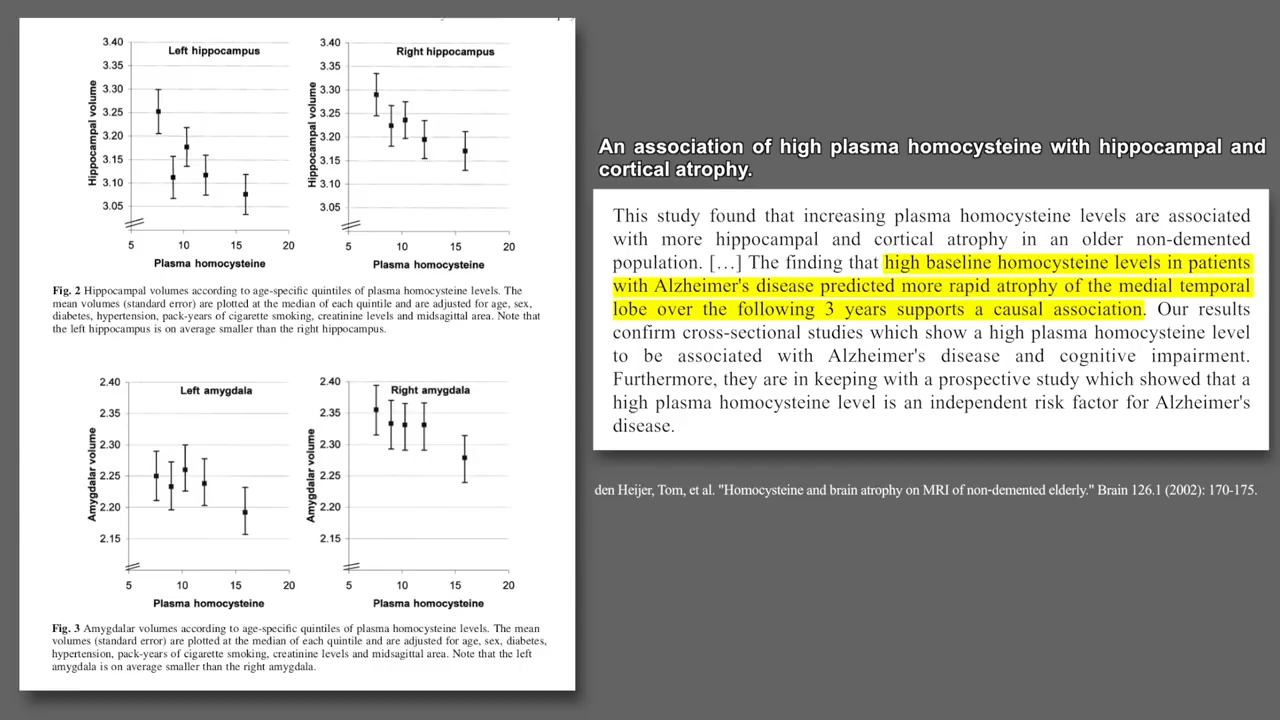 3.40
3.35
3.30
3.25
3.20
3.15
3.10
3.05
Hippocampal volume
Left hippocampus
5 10 15 20
Plasma homocysteine
3.40
3.35
3.30
3.25
3.20
3.15
3.10
3.05
Hippocampal volume
Right hippocampus
5 10 15 20
Plasma homocysteine
Fig. 2 Hippocampal volumes according to age-specific quintiles of plasma homocysteine levels. The
mean volumes (standard error) are plotted at the median of each quintile and are adjusted for age, sex,
diabetes, hypertension, pack-years of cigarette smoking, creatinine levels and midsagittal area. Note that
the left hippocampus is on average smaller than the right hippocampus.
2.40
2.35
2.30
2.25
2.20
2.15
Amygdalar volume
Left amygdala
5 10 15 20
Plasma homocysteine
2.40
2.35
2.30
2.25
2.20
2.15
Amygdalar volume
Right amygdala
5 10 15 20
Plasma homocysteine
Fig. 3 Amygdalar volumes according to age-specific quintiles of plasma homocysteine levels. The mean
volumes (standard error) are plotted at the median of each quintile and are adjusted for age, sex, diabetes,
hypertension, pack-years of cigarette smoking, creatinine levels and midsagittal area. Note that the left
amygdala is on average smaller than the right amygdala.
An association of high plasma homocysteine with hippocampal and
cortical atrophy.
This study found that increasing plasma homocysteine levels are associated
with more hippocampal and cortical atrophy in an older non-demented
population. […] The finding that high baseline homocysteine levels in patients
with Alzheimer's disease predicted more rapid atrophy of the medial temporal
lobe over the following 3 years supports a causal association. Our results
confirm cross-sectional studies which show a high plasma homocysteine level
to be associated with Alzheimer's disease and cognitive impairment.
Furthermore, they are in keeping with a prospective study which showed that a
high plasma homocysteine level is an independent risk factor for Alzheimer's
disease.
den Heijer, Tom, et al. "Homocysteine and brain atrophy on MRI of non-demented elderly." Brain 126.1 (2002): 170-175.